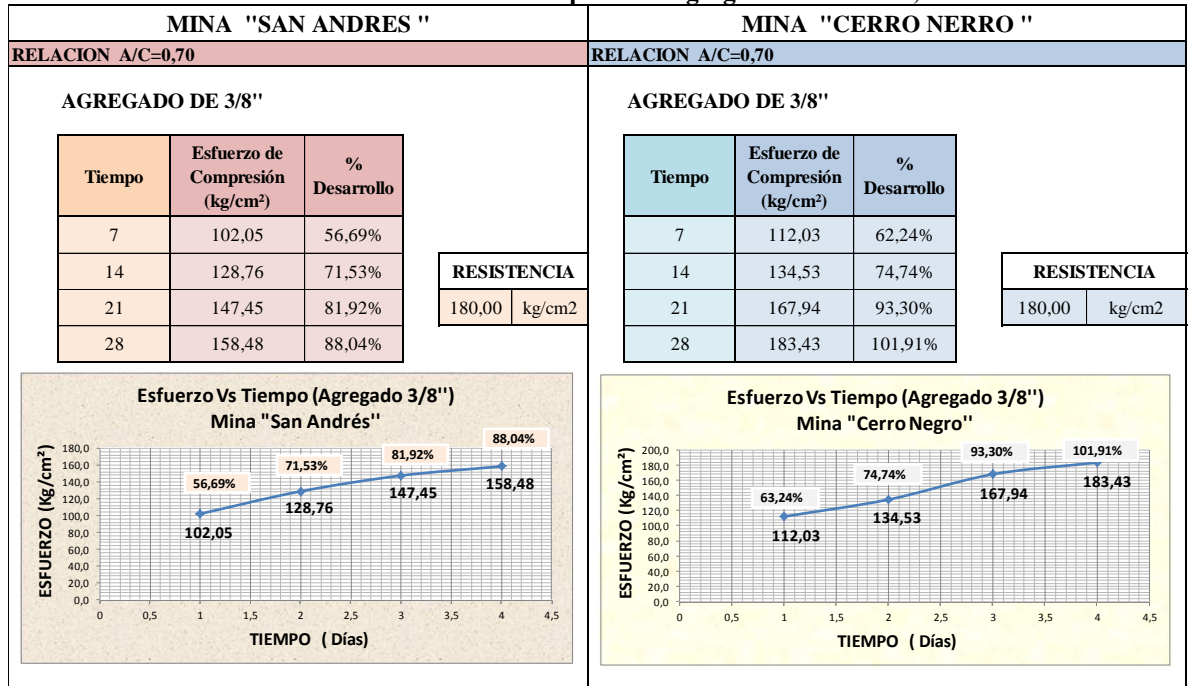 MINA "SAN ANDRES "
RELACION A/C=0,70
AGREGADO DE 3/8"
Tiempo
Esfuerzo de Compresión (kg/cm²)
% Desarrollo
7 102,05 56,69%
14 128,76 71,53%
21 147,45 81,92%
28 158,48 88,04%
RESISTENCIA
180,00 kg/cm2
Esfuerzo Vs Tiempo (Agregado 3/8'')
Mina "San Andrés''
ESFUERZO (Kg/cm²)
180,0
160,0
140,0
120,0
100,0
80,0
60,0
40,0
20,0
0,0
56,69%
71,53%
81,92%
88,04%
102,05
128,76
147,45
158,48
0 0,5 1 1,5 2 2,5 3 3,5 4 4,5
TIEMPO ( Días)
MINA "CERRO NERRO "
RELACION A/C=0,70
AGREGADO DE 3/8"
Tiempo
Esfuerzo de Compresión (kg/cm²)
% Desarrollo
7 112,03 62,24%
14 134,53 74,74%
21 167,94 93,30%
28 183,43 101,91%
RESISTENCIA
180,00 kg/cm2
Esfuerzo Vs Tiempo (Agregado 3/8'')
Mina "Cerro Negro''
ESFUERZO (Kg/cm²)
200,0
180,0
160,0
140,0
120,0
100,0
80,0
60,0
40,0
20,0
0,0
63,24%
74,74%
93,30%
101,91%
112,03
134,53
167,94
183,43
0 0,5 1 1,5 2 2,5 3 3,5 4 4,5
TIEMPO ( Días)